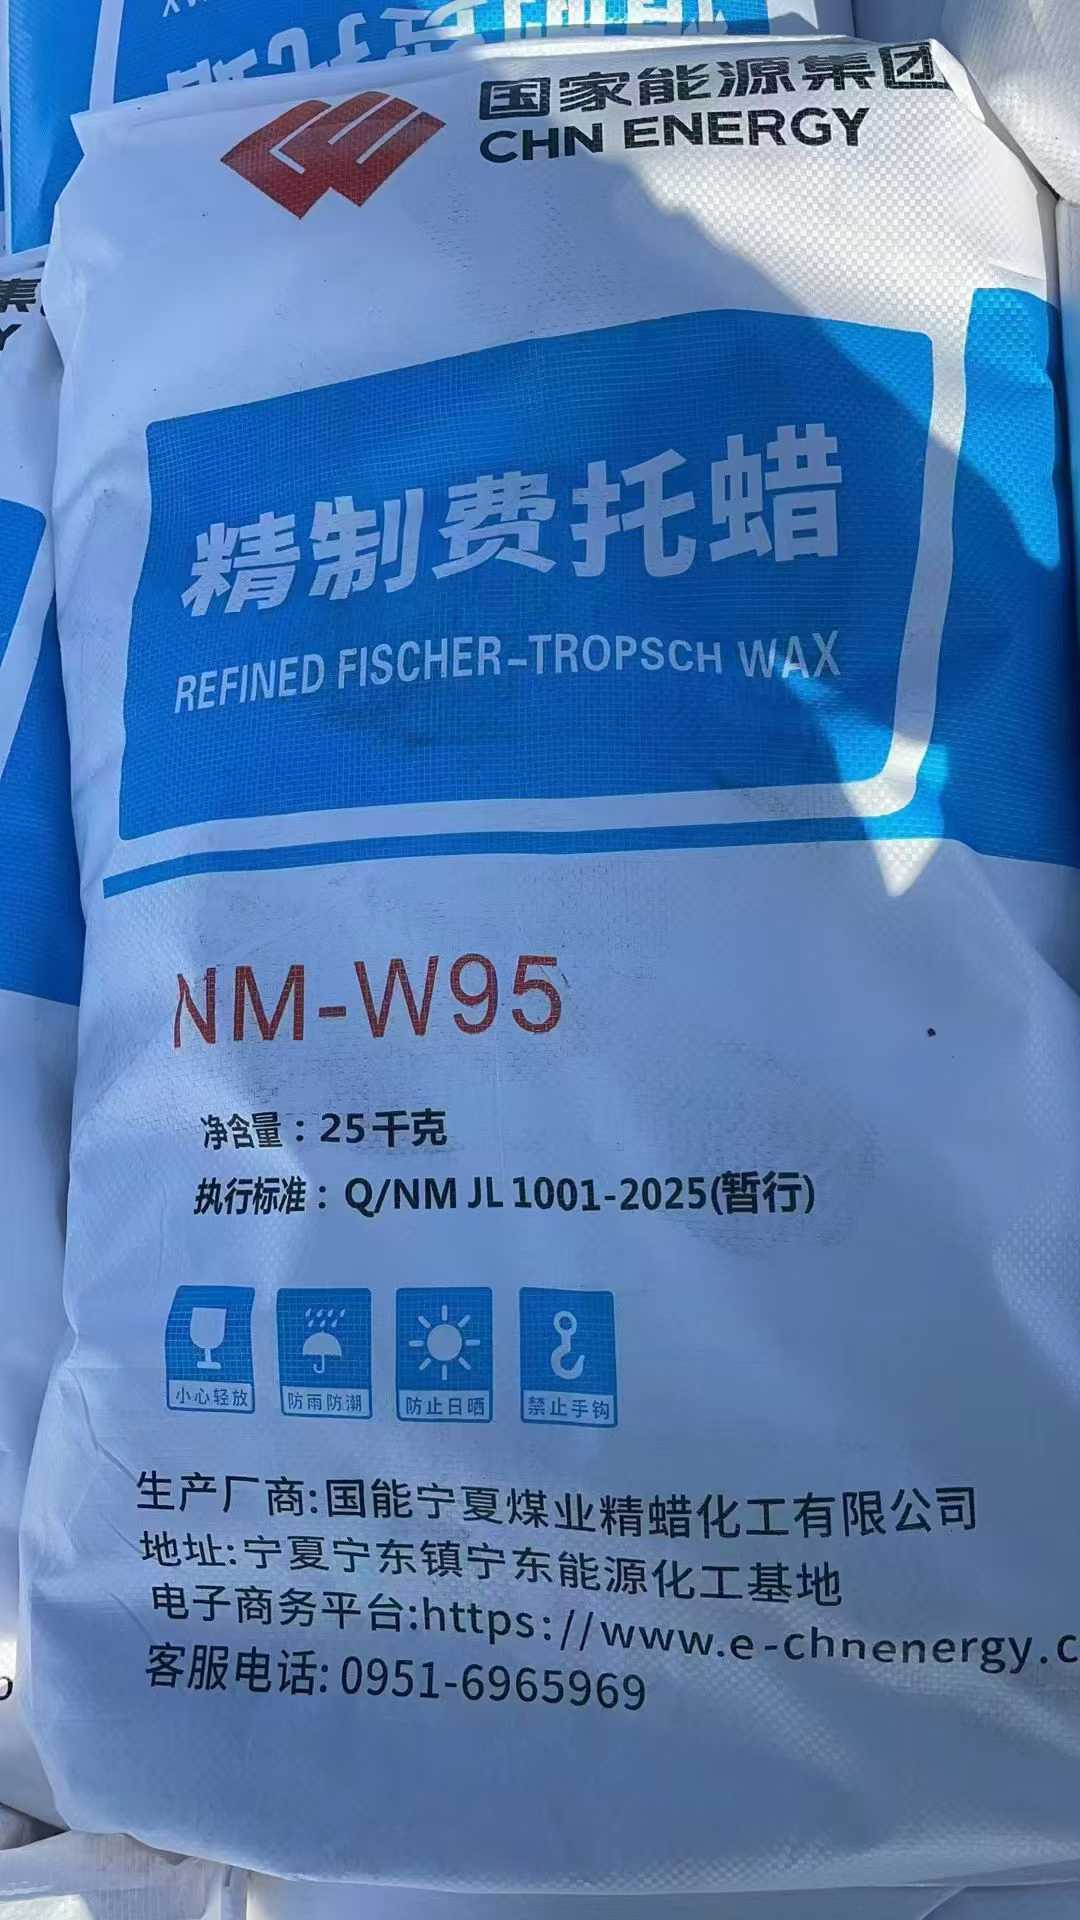 国家能源集团
CHN ENERGY
精制费托蜡
REFINED FISCHER-TROPSCH WAX
NM-W95
净含量：25千克
执行标准：Q/NM JL 1001-2025(暂行)
小心轻放
防雨防潮
防止日晒
禁止手钩
生产厂商:国能宁夏煤业精蜡化工有限公司
地址:宁夏宁东镇宁东能源化工基地
电子商务平台:https://www.e-chnenergy.c
客服电话: 0951-6965969